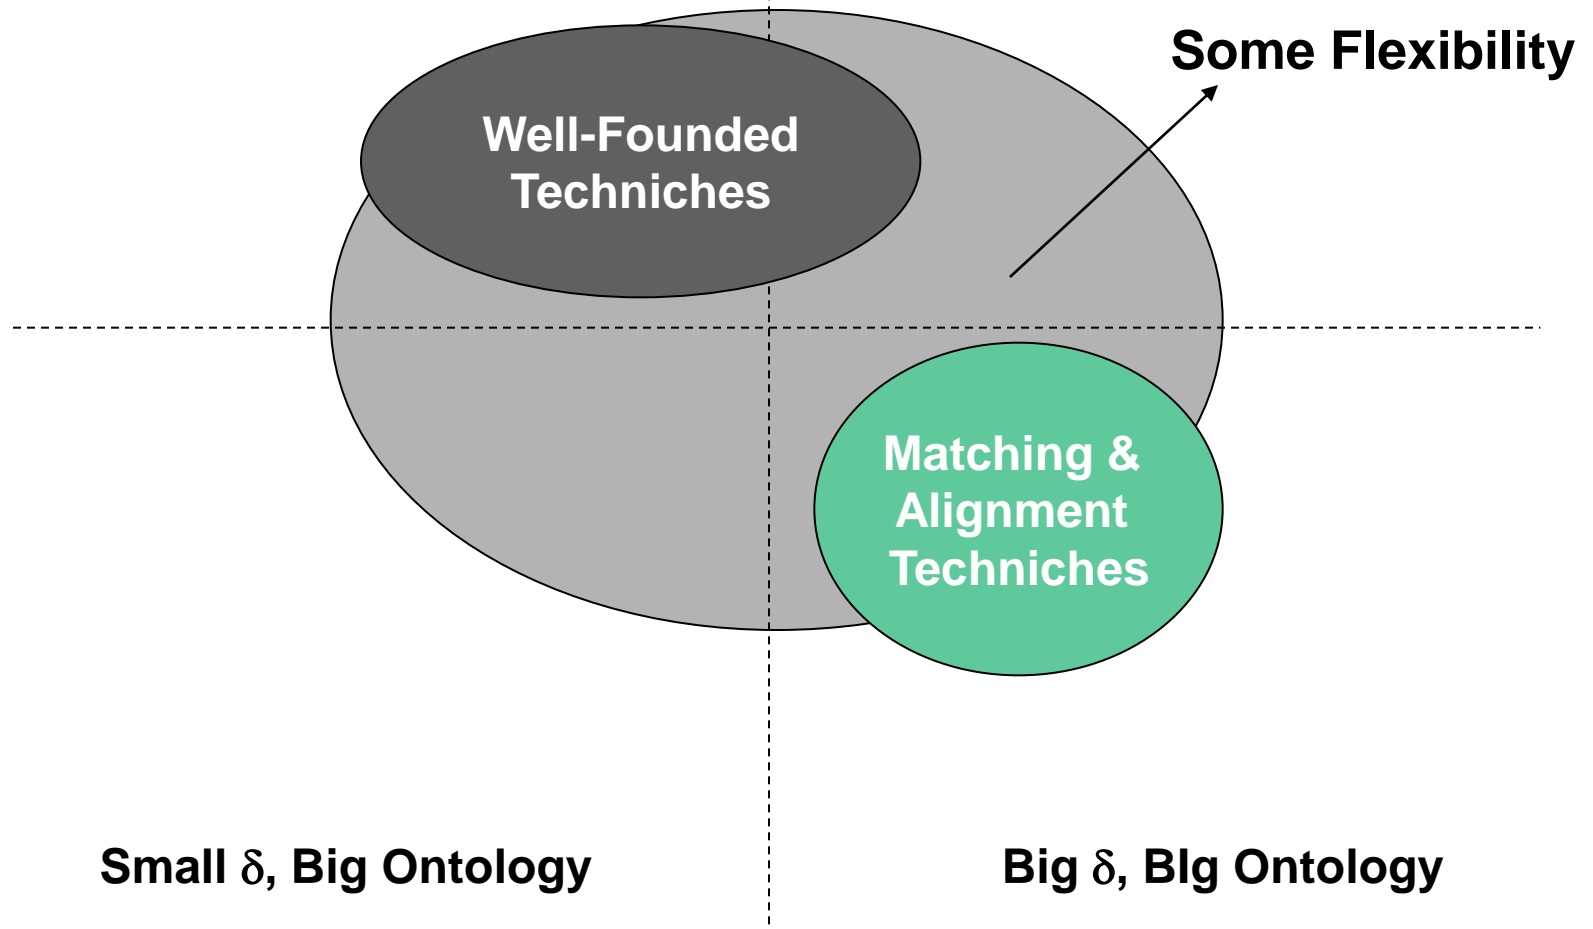 Some Flexibility
Well-Founded
Techniches
Matching &
Alignment
Techniches
Small δ, Big Ontology
Big δ, BIg Ontology